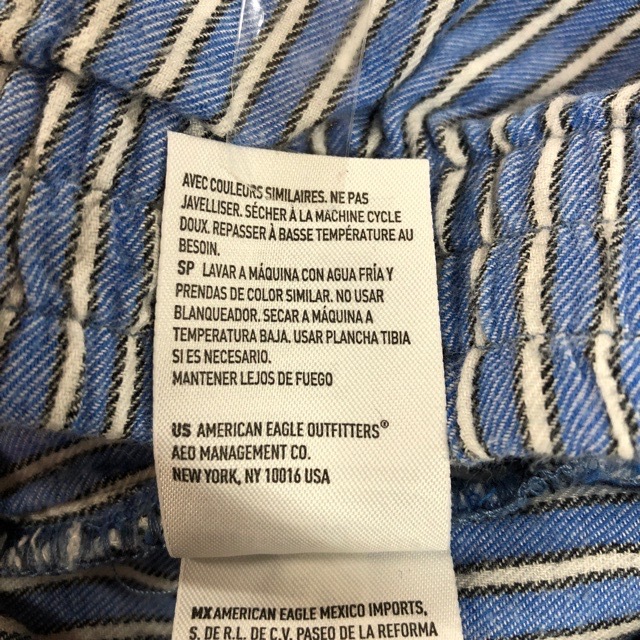 AVEC COULEURS SIMILAIRES. NE PAS
JAVELLISER. SÉCHER À LA MACHINE CYCLE
DOUX. REPASSER À BASSE TEMPÉRATURE AU
BESOIN.
SP LAVAR A MÁQUINA CON AGUA FRÍA Y
PRENDAS DE COLOR SIMILAR. NO USAR
BLANQUEADOR. SECAR A MÁQUINA A
TEMPERATURA BAJA. USAR PLANCHA TIBIA
SI ES NECESARIO.
MANTENER LEJOS DE FUEGO
US AMERICAN EAGLE OUTFITTERS®
AEO MANAGEMENT CO.
NEW YORK, NY 10016 USA
MX AMERICAN EAGLE MEXICO IMPORTS,
S. DE R.L. DE C.V. PASEO DE LA REFORMA